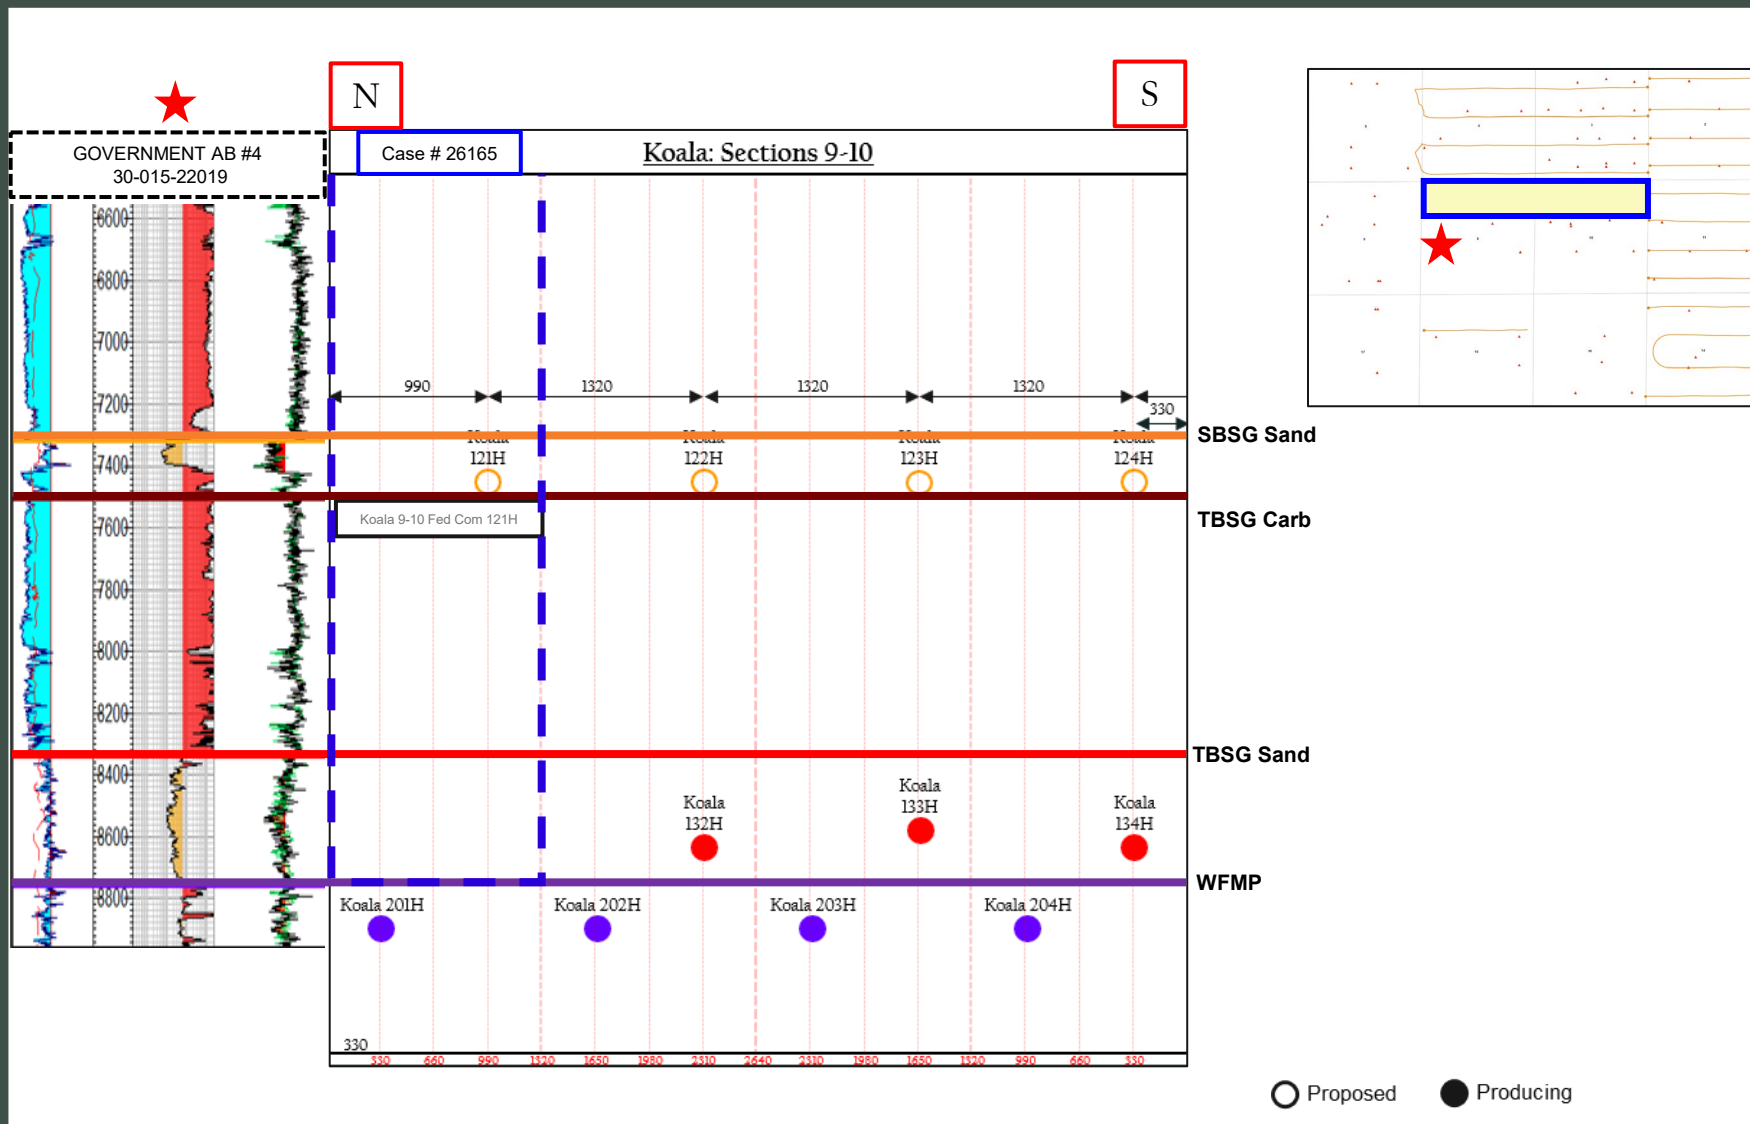 N
S
GOVERNMENT AB #4
30-015-22019
Case # 26165
Koala: Sections 9-10
6600
6800
7000
7200
7400
7600
7800
8000
8200
8400
8600
8800
990
1320
1320
1320
330
SBSG Sand
Koala
121H
Koala
122H
Koala
123H
Koala
124H
Koala 9-10 Fed Com 121H
TBSG Carb
TBSG Sand
Koala
132H
Koala
133H
Koala
134H
WFMP
Koala 201H
Koala 202H
Koala 203H
Koala 204H
330
330 660 990 1320 1650 1980 2310 2640 2310 1980 1650 1320 990 660 330
Proposed
Producing